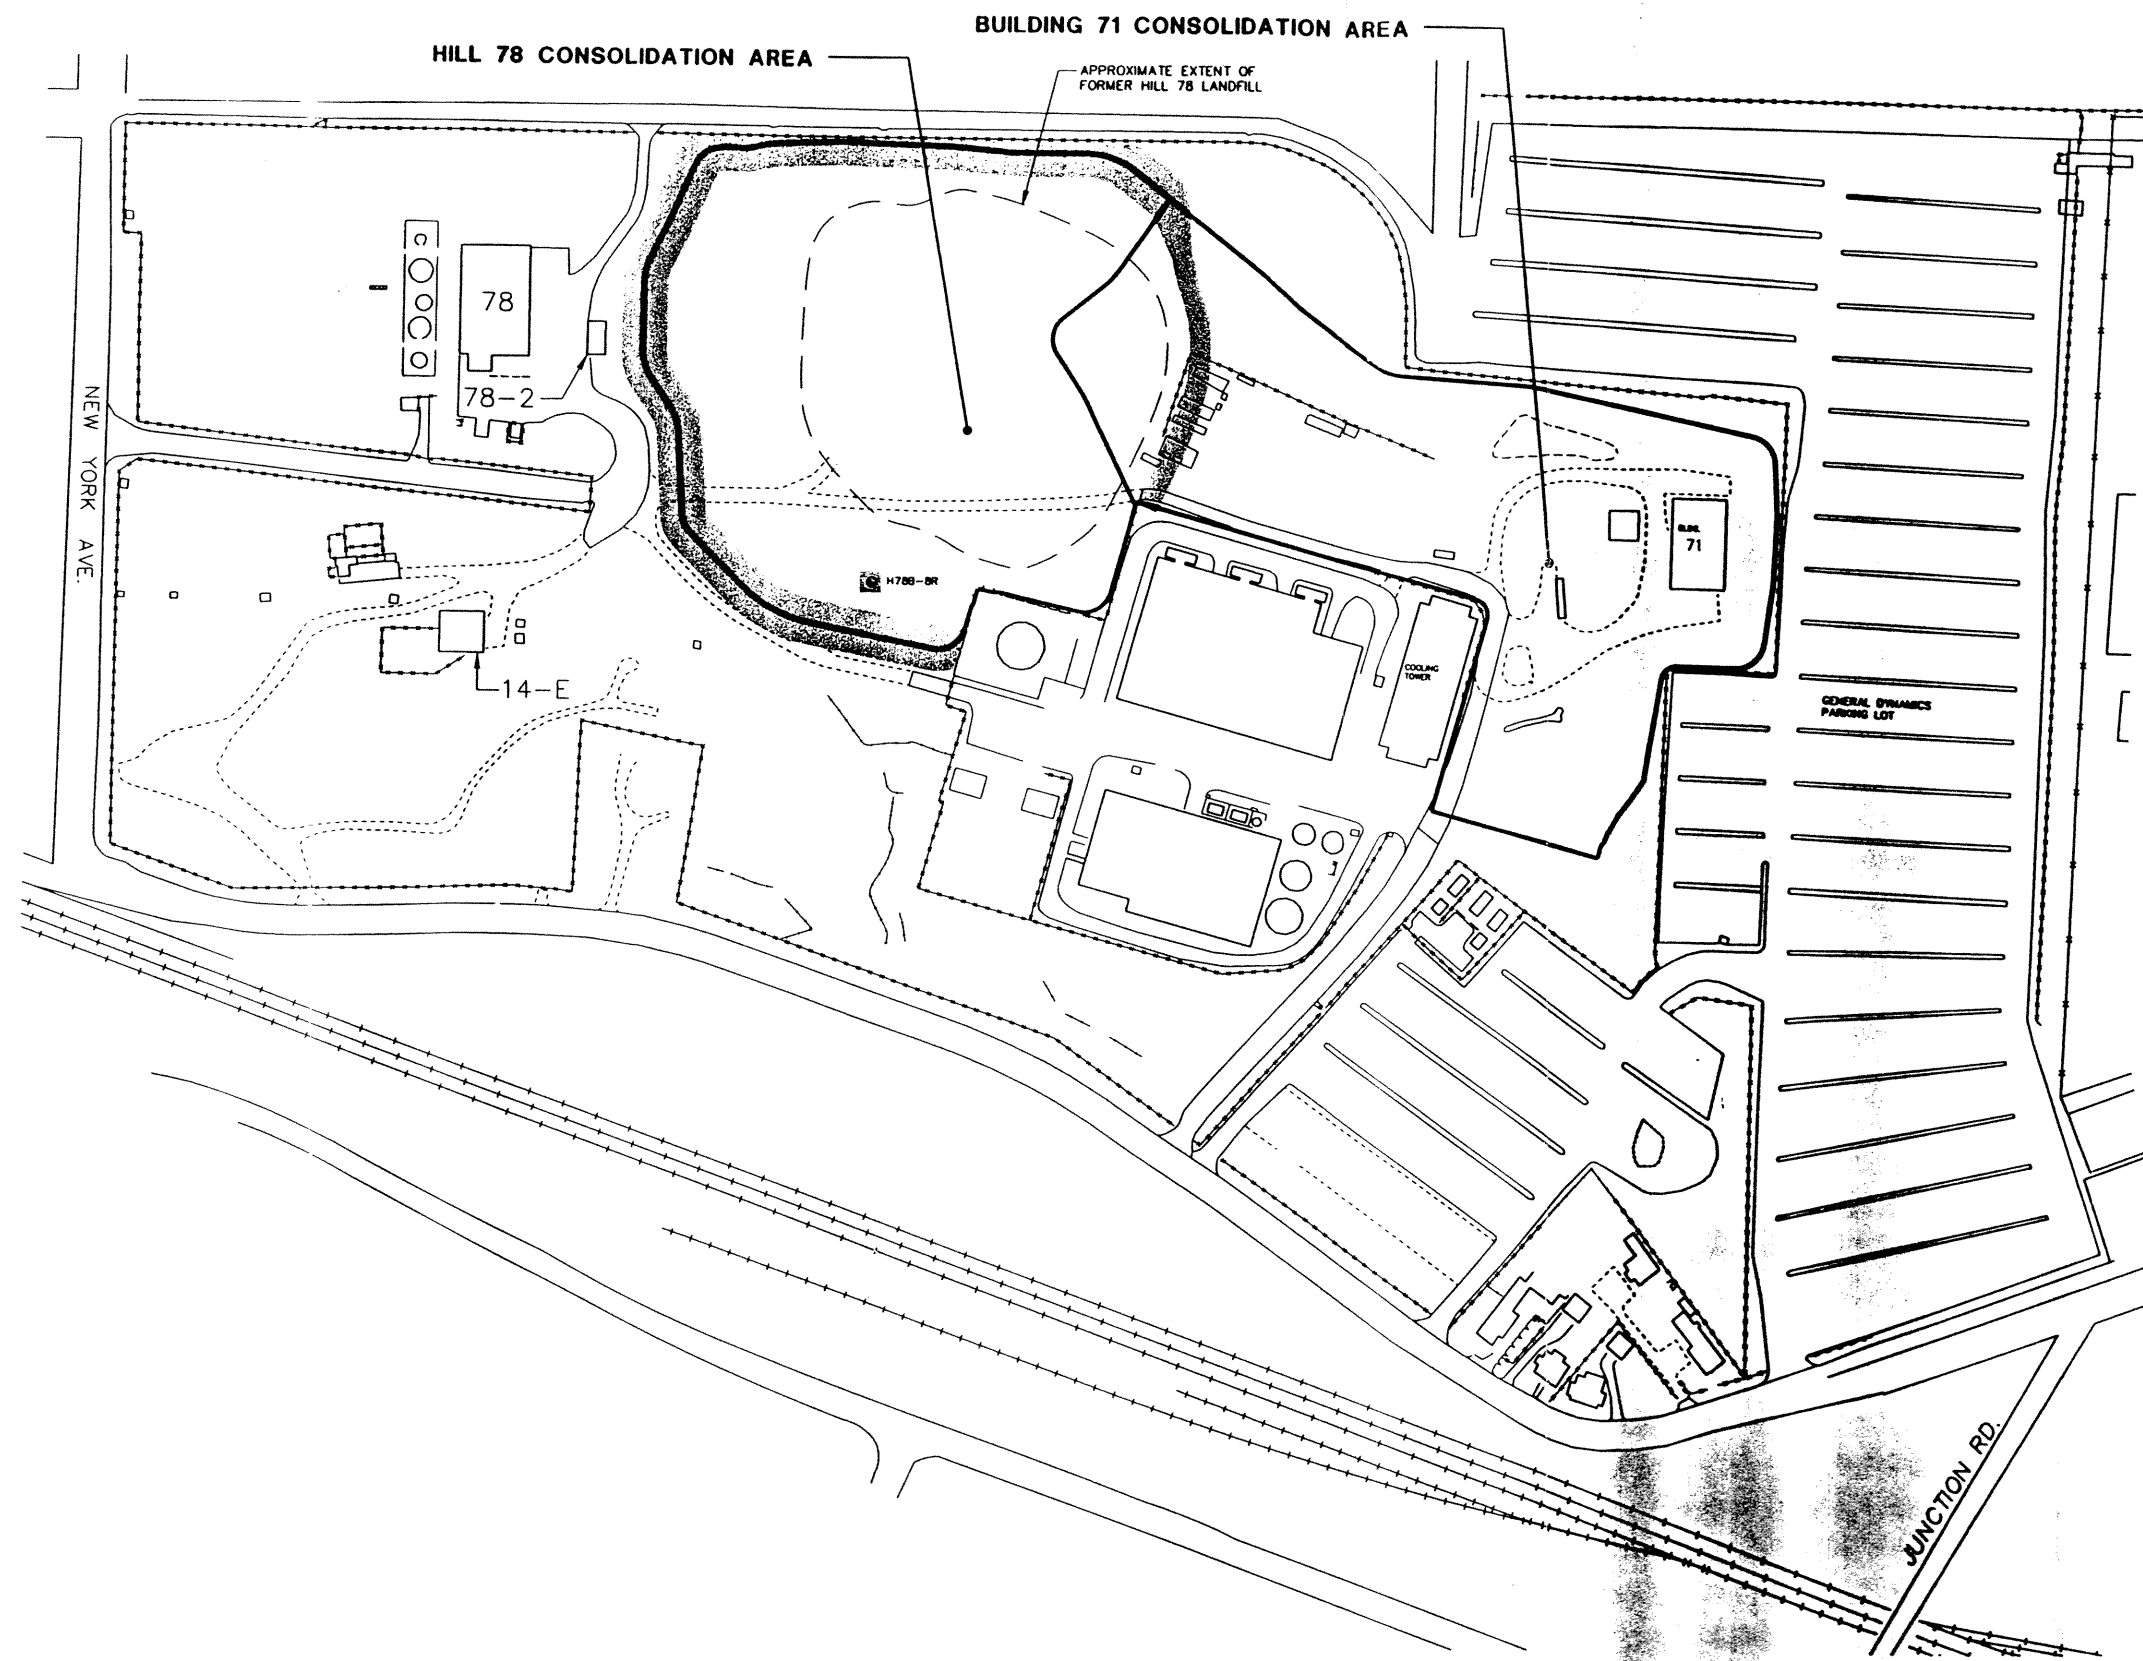 BUILDING 71 CONSOLIDATION AREA
HILL 78 CONSOLIDATION AREA
APPROXIMATE EXTENT OF
FORMER HILL 78 LANDFILL
78
78-2
NEW YORK AVE.
BLDG.
71
H78B-8R
COOLING
TOWER
14-E
GENERAL DYNAMICS
PARKING LOT
JUNCTION RD.